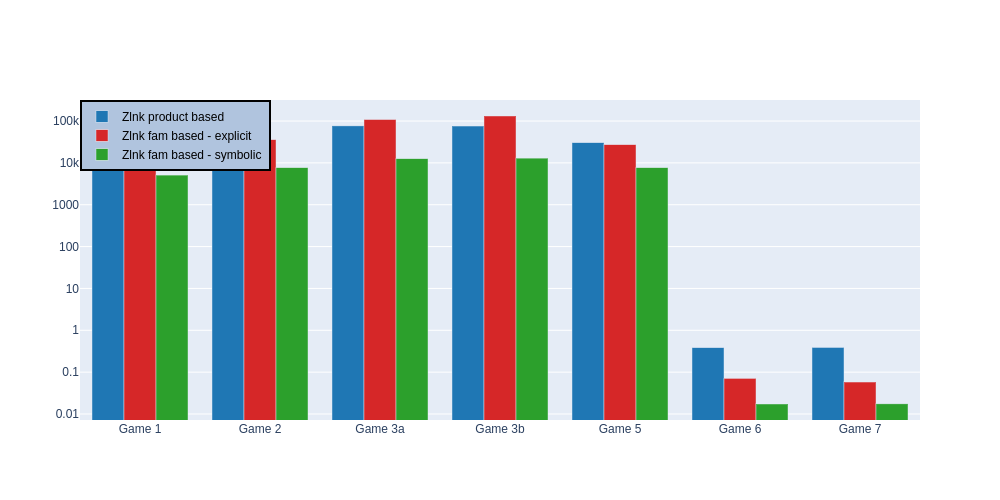 Zlnk product based
Zlnk fam based - explicit
Zlnk fam based - symbolic
100k
10k
1000
100
10
1
0.1
0.01
Game 1
Game 2
Game 3a
Game 3b
Game 5
Game 6
Game 7